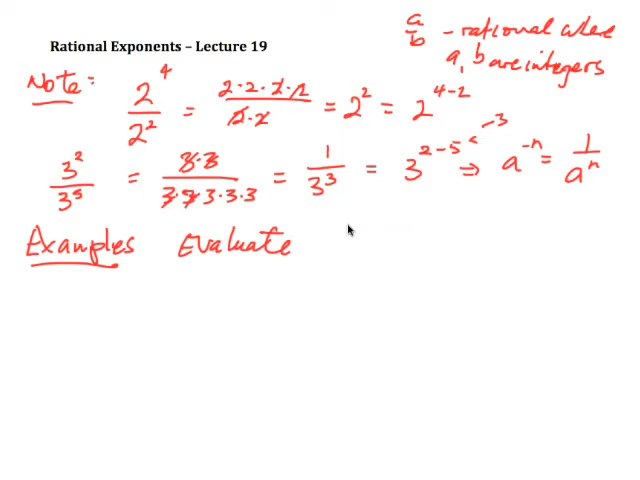 a/b - rational where
a, b are integers
Rational Exponents – Lecture 19
Note: 2^4/2^2 = 2·2·2·2/2·2 = 2^2 = 2^(4-2)
3^2/3^5 = 3·3/3·3·3·3·3 = 1/3^3 = 3^(2-5) < -3 ⇒ a^(-n) = 1/a^n
Examples Evaluate